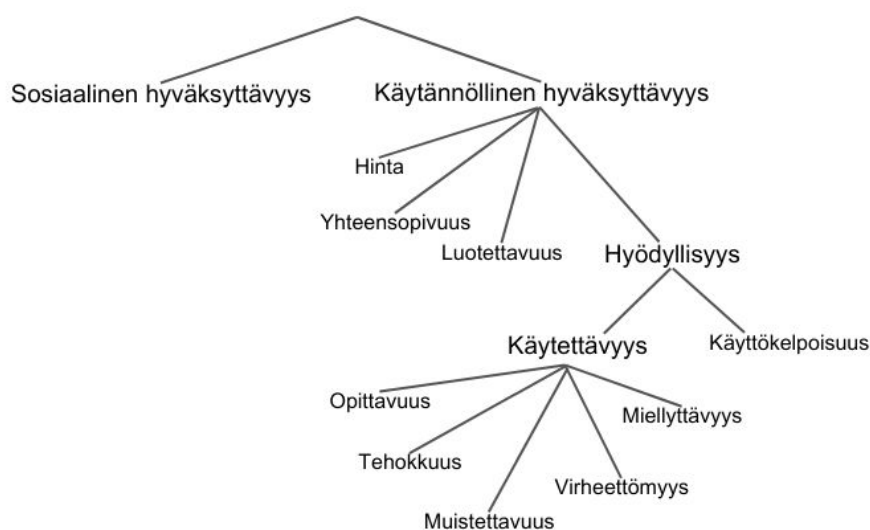 Sosiaalinen hyväksyttävyys
Käytännöllinen hyväksyttävyys
Hinta
Yhteensopivuus
Luotettavuus
Hyödyllisyys
Käytettävyys
Käyttökelpoisuus
Opittavuus
Miellyttävyys
Tehokkuus
Virheettömyys
Muistettavuus